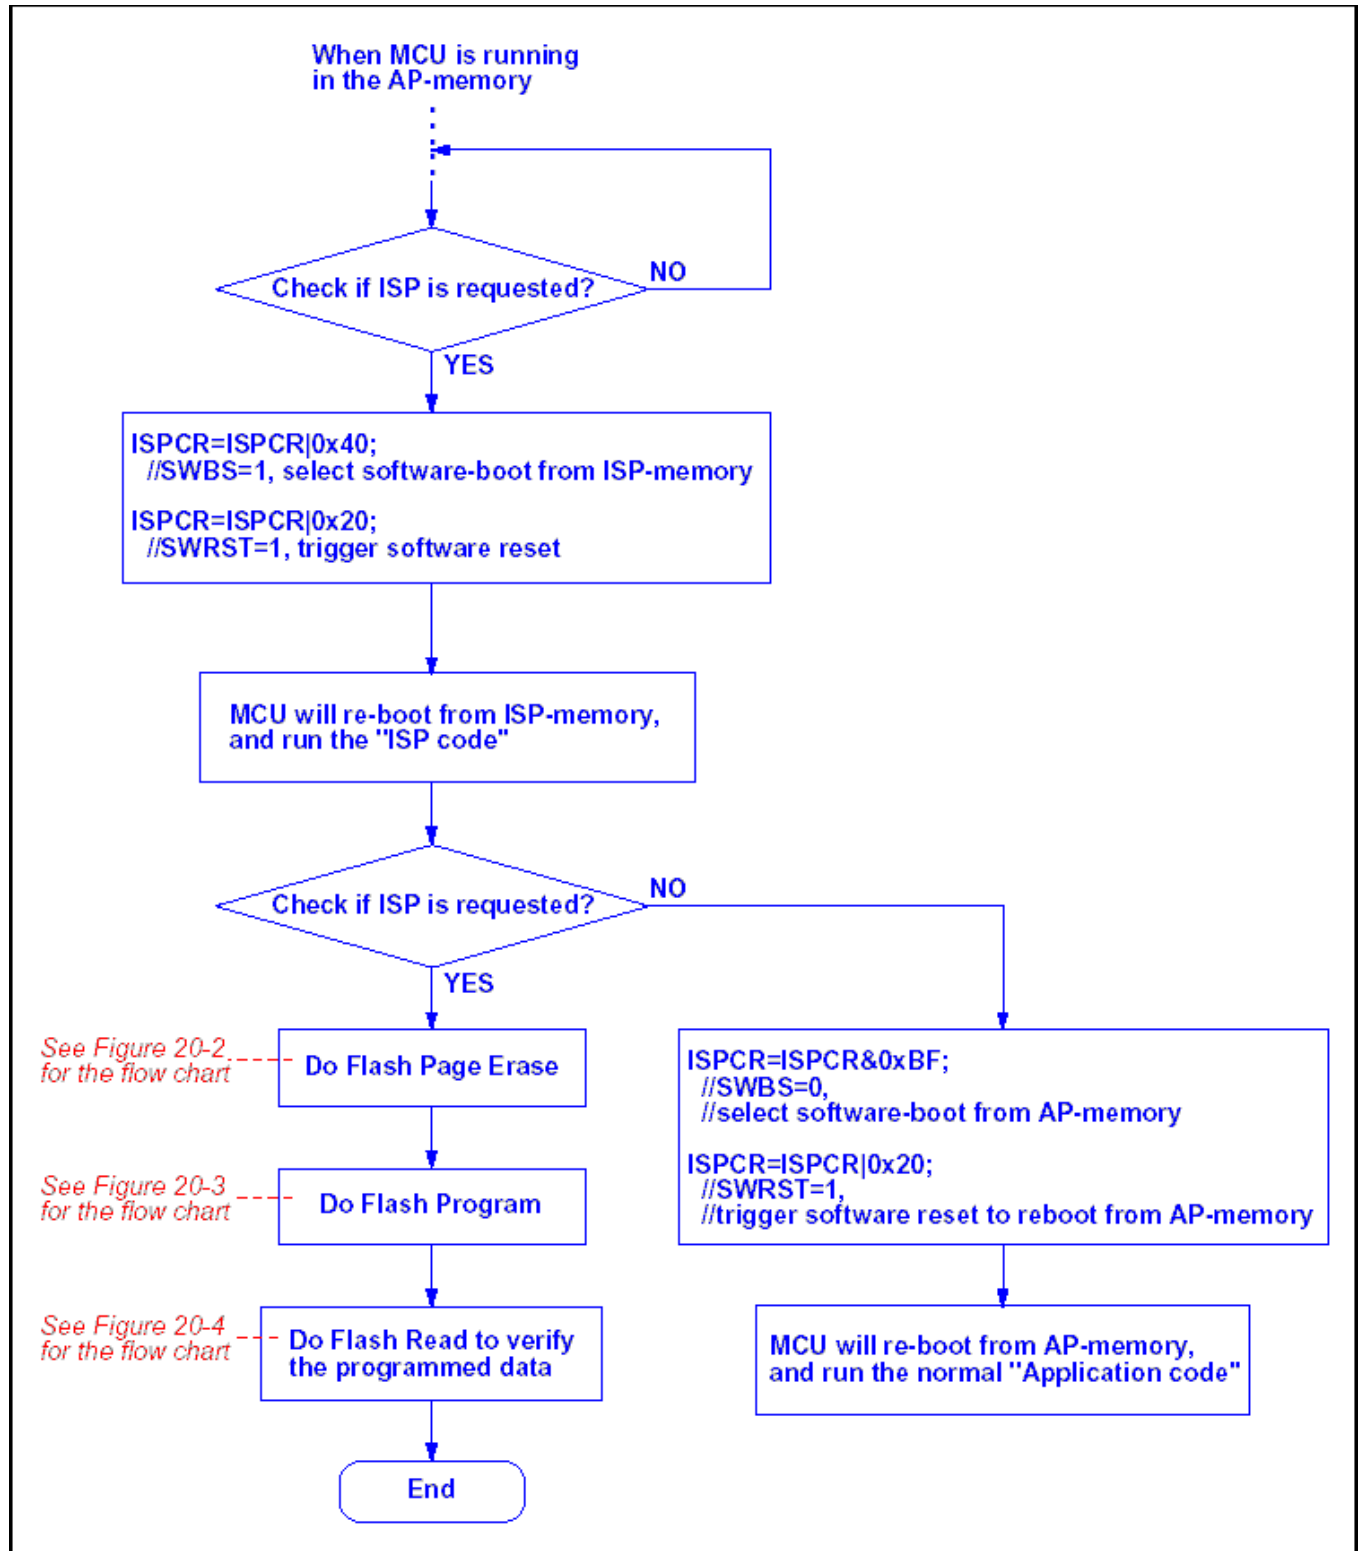 When MCU is running
in the AP-memory
Check if ISP is requested?
NO
YES
ISPCR=ISPCR|0x40;
//SWBS=1, select software-boot from ISP-memory
ISPCR=ISPCR|0x20;
//SWRST=1, trigger software reset
MCU will re-boot from ISP-memory,
and run the "ISP code"
Check if ISP is requested?
NO
YES
See Figure 20-2
for the flow chart
Do Flash Page Erase
See Figure 20-3
for the flow chart
Do Flash Program
See Figure 20-4
for the flow chart
Do Flash Read to verify
the programmed data
End
ISPCR=ISPCR&0xBF;
//SWBS=0,
//select software-boot from AP-memory
ISPCR=ISPCR|0x20;
//SWRST=1,
//trigger software reset to reboot from AP-memory
MCU will re-boot from AP-memory,
and run the normal "Application code"